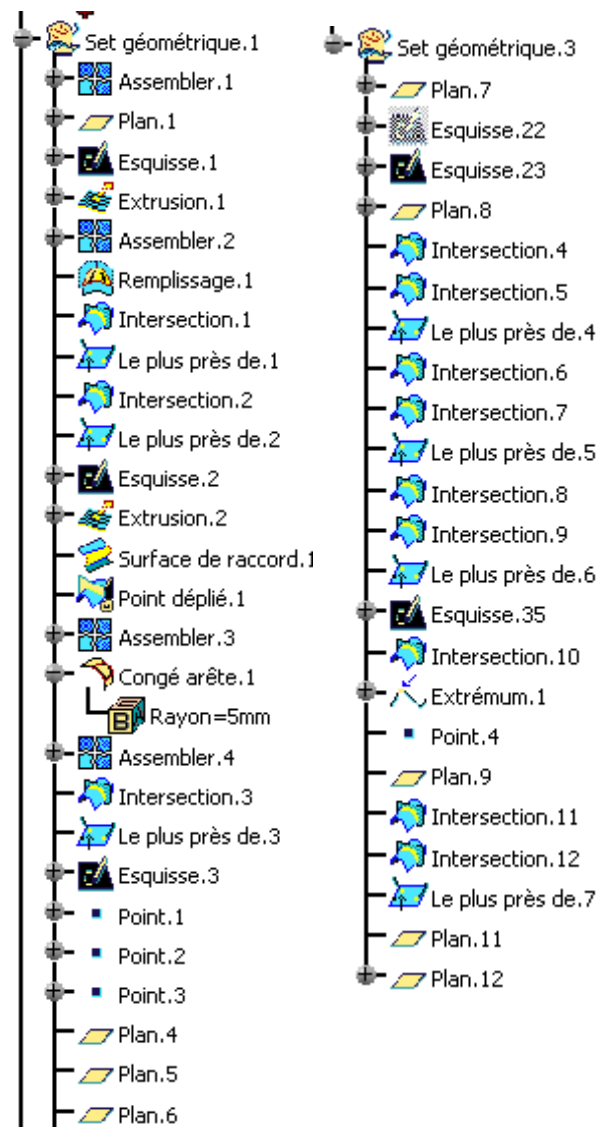 Set géométrique.1
Assembler.1
Plan.1
Esquisse.1
Extrusion.1
Assembler.2
Remplissage.1
Intersection.1
Le plus près de.1
Intersection.2
Le plus près de.2
Esquisse.2
Extrusion.2
Surface de raccord.1
Point déplié.1
Assembler.3
Congé arête.1
Rayon=5mm
Assembler.4
Intersection.3
Le plus près de.3
Esquisse.3
Point.1
Point.2
Point.3
Plan.4
Plan.5
Plan.6
Set géométrique.3
Plan.7
Esquisse.22
Esquisse.23
Plan.8
Intersection.4
Intersection.5
Le plus près de.4
Intersection.6
Intersection.7
Le plus près de.5
Intersection.8
Intersection.9
Le plus près de.6
Esquisse.35
Intersection.10
Extrémum.1
Point.4
Plan.9
Intersection.11
Intersection.12
Le plus près de.7
Plan.11
Plan.12